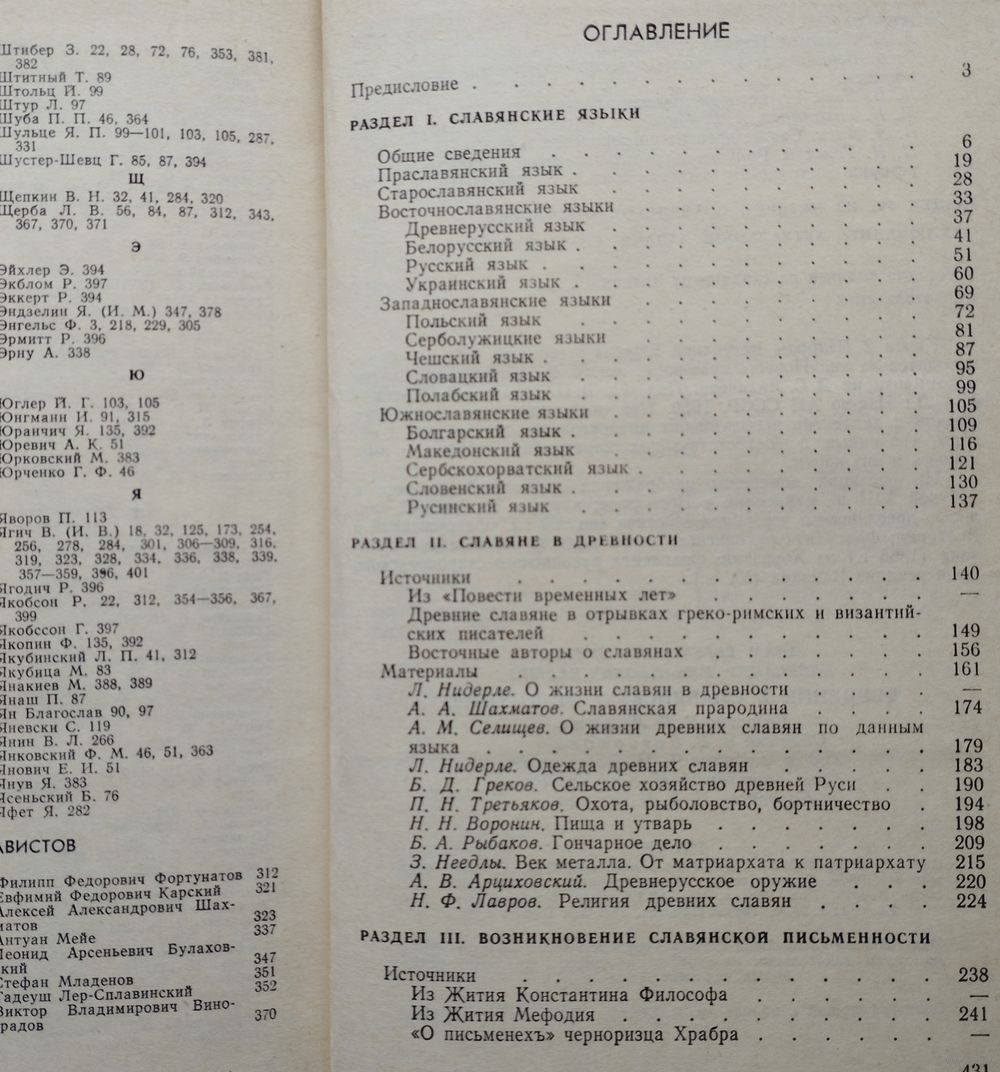 Штибер З. 22, 28, 72, 76, 353, 381,
382
Штитный Т. 89
Штольц Й. 99
Штур Л. 97
Шуба П. П. 46, 364
Шульце Я. П. 99—101, 103, 105, 287,
331
Шустер-Шевц Г. 85, 87, 394
Щ
Щепкин В. Н. 32, 41, 284, 320
Щерба Л. В. 56, 84, 87, 312, 343,
367, 370, 371
Э
Эйхлер Э. 394
Экблом Р. 397
Эккерт Р. 394
Эндзелин Я. (И. М.) 347, 378
Энгельс Ф. 3, 218, 229, 305
Эрмитт Р. 396
Эрну А. 338
Ю
Юглер Й. Г. 103, 105
Юнгманн И. 91, 315
Юранчич Я. 135, 392
Юревич А. К. 51
Юрковский М. 383
Юрченко Г. Ф. 46
Я
Яворов П. 113
Ягич В. (И. В.) 18, 32, 125, 173, 254,
256, 278, 284, 301, 306—309, 316,
319, 323, 328, 334, 336, 338, 339,
357—359, 396, 401
Ягодич Р. 396
Якобсон Р. 22, 312, 354—356, 367,
399
Якобссон Г. 397
Якопин Ф. 135, 392
Якубинский Л. П. 41, 312
Якубица М. 83
Янакиев М. 388, 389
Янаш П. 87
Ян Благослав 90, 97
Яневски С. 119
Янин В. Л. 266
Янковский Ф. М. 46, 51, 363
Янович Е. И. 51
Янув Я. 383
Ясеньский Б. 76
Яфет Я. 282
АВИСТОВ
Филипп Федорович Фортунатов 312
Евфимий Федорович Карский 321
Алексей Александрович Шах-
матов 323
Антуан Мейе 337
Леонид Арсеньевич Булахов-
ский 347
Стефан Младенов 351
Тадеуш Лер-Сплавинский 352
Виктор Владимирович Вино-
градов 370
ОГЛАВЛЕНИЕ
Предисловие . . . . . . . . . . . . 3
РАЗДЕЛ I. СЛАВЯНСКИЕ ЯЗЫКИ
Общие сведения . . . . . . . . . . 6
Праславянский язык . . . . . . . . . . 19
Старославянский язык . . . . . . . . . 28
Восточнославянские языки . . . . . . . . 33
Древнерусский язык . . . . . . . . . 37
Белорусский язык . . . . . . . . . . 41
Русский язык . . . . . . . . . . . 51
Украинский язык . . . . . . . . . . 60
Западнославянские языки . . . . . . . . 69
Польский язык . . . . . . . . . . 72
Серболужицкие языки . . . . . . . . 81
Чешский язык . . . . . . . . . . . 87
Словацкий язык . . . . . . . . . . 95
Полабский язык . . . . . . . . . . 99
Южнославянские языки . . . . . . . . . 105
Болгарский язык . . . . . . . . . . 109
Македонский язык . . . . . . . . . 116
Сербскохорватский язык . . . . . . . . 121
Словенский язык . . . . . . . . . . 130
Русинский язык . . . . . . . . . . 137
РАЗДЕЛ II. СЛАВЯНЕ В ДРЕВНОСТИ
Источники . . . . . . . . . . . . 140
Из «Повести временных лет» . . . . . . . —
Древние славяне в отрывках греко-римских и византий-
ских писателей . . . . . . . . . . 149
Восточные авторы о славянах . . . . . . . 156
Материалы . . . . . . . . . . . . 161
Л. Нидерле. О жизни славян в древности . . . . —
А. А. Шахматов. Славянская прародина . . . . 174
А. М. Селищев. О жизни древних славян по данным
языка . . . . . . . . . . . . . 179
Л. Нидерле. Одежда древних славян . . . . . 183
Б. Д. Греков. Сельское хозяйство древней Руси . . 190
П. Н. Третьяков. Охота, рыболовство, бортничество . 194
Н. Н. Воронин. Пища и утварь . . . . . . . 198
Б. А. Рыбаков. Гончарное дело . . . . . . . 209
З. Неедлы. Век металла. От матриархата к патриархату 215
А. В. Арциховский. Древнерусское оружие . . . 220
Н. Ф. Лавров. Религия древних славян . . . . 224
РАЗДЕЛ III. ВОЗНИКНОВЕНИЕ СЛАВЯНСКОЙ ПИСЬМЕННОСТИ
Источники . . . . . . . . . . . . 238
Из Жития Константина Философа . . . . . . —
Из Жития Мефодия . . . . . . . . . . 241
«О письменехъ» черноризца Храбра . . . . . . —
431